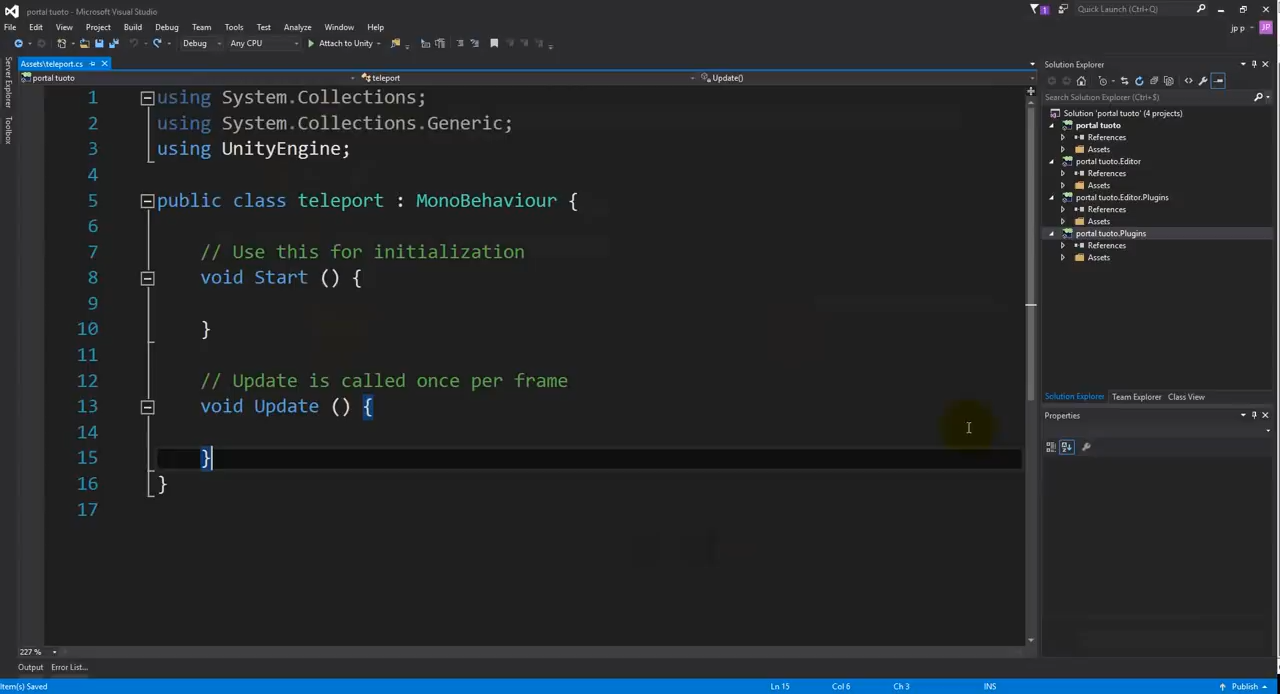 portal tuoto - Microsoft Visual Studio
1
Quick Launch (Ctrl+Q)
File Edit View Project Build Debug Team Tools Test Analyze Window Help
jp p
JP
Debug Any CPU Attach to Unity
Server Explorer
Toolbox
Assets\teleport.cs
portal tuoto teleport Update()
1 using System.Collections;
2 using System.Collections.Generic;
3 using UnityEngine;
4
5 public class teleport : MonoBehaviour {
6
7 // Use this for initialization
8 void Start () {
9
10 }
11
12 // Update is called once per frame
13 void Update () {
14
15 }
16 }
17
227 %
Solution Explorer
Search Solution Explorer (Ctrl+$)
Solution 'portal tuoto' (4 projects)
portal tuoto
References
Assets
portal tuoto.Editor
References
Assets
portal tuoto.Editor.Plugins
References
Assets
portal tuoto.Plugins
References
Assets
Solution Explorer Team Explorer Class View
Properties
Output Error List...
Item(s) Saved Ln 15 Col 6 Ch 3 INS Publish